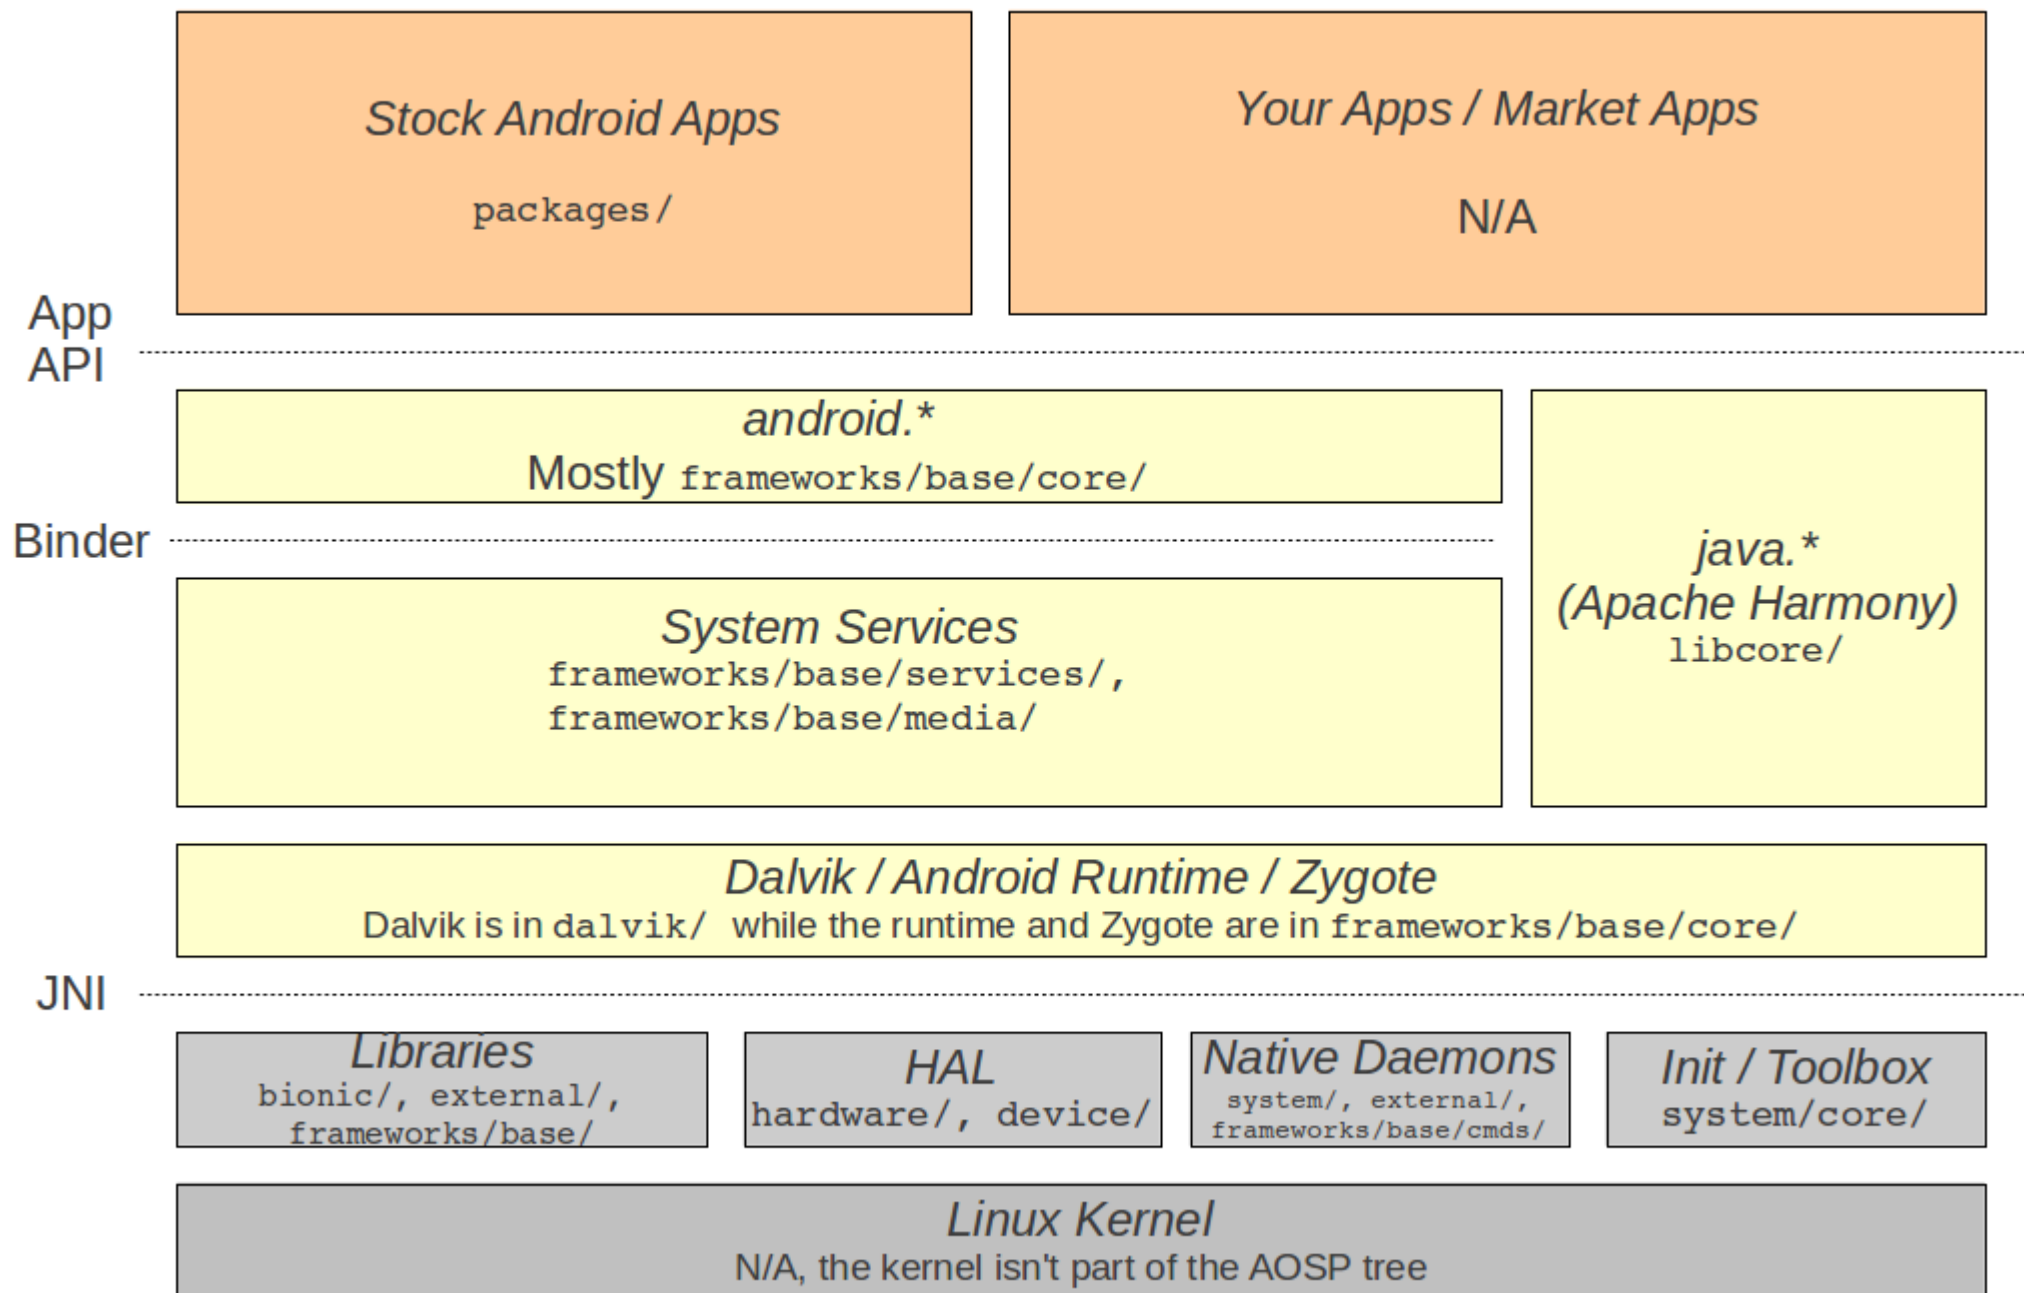 Stock Android Apps
packages/
Your Apps / Market Apps
N/A
App
API
android.*
Mostly frameworks/base/core/
Binder
System Services
frameworks/base/services/,
frameworks/base/media/
java.*
(Apache Harmony)
libcore/
Dalvik / Android Runtime / Zygote
Dalvik is in dalvik/ while the runtime and Zygote are in frameworks/base/core/
JNI
Libraries
bionic/, external/,
frameworks/base/
HAL
hardware/, device/
Native Daemons
system/, external/,
frameworks/base/cmds/
Init / Toolbox
system/core/
Linux Kernel
N/A, the kernel isn't part of the AOSP tree